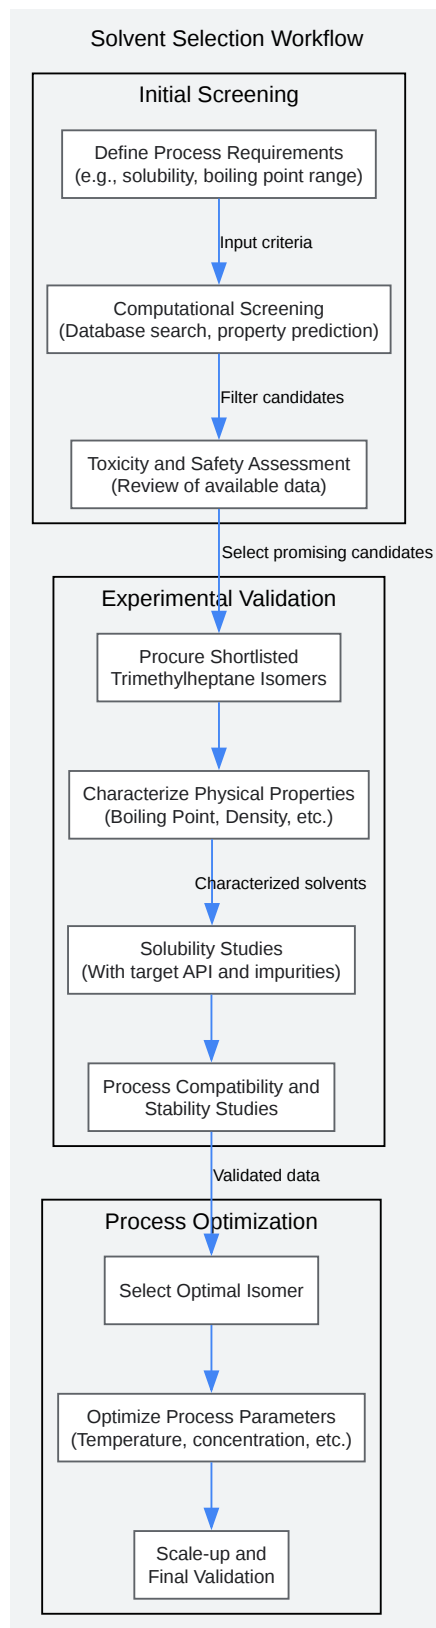 Solvent Selection Workflow
Initial Screening
Define Process Requirements
(e.g., solubility, boiling point range)
Input criteria
Computational Screening
(Database search, property prediction)
Filter candidates
Toxicity and Safety Assessment
(Review of available data)
Select promising candidates
Experimental Validation
Procure Shortlisted
Trimethylheptane Isomers
Characterize Physical Properties
(Boiling Point, Density, etc.)
Characterized solvents
Solubility Studies
(With target API and impurities)
Process Compatibility and
Stability Studies
Validated data
Process Optimization
Select Optimal Isomer
Optimize Process Parameters
(Temperature, concentration, etc.)
Scale-up and
Final Validation